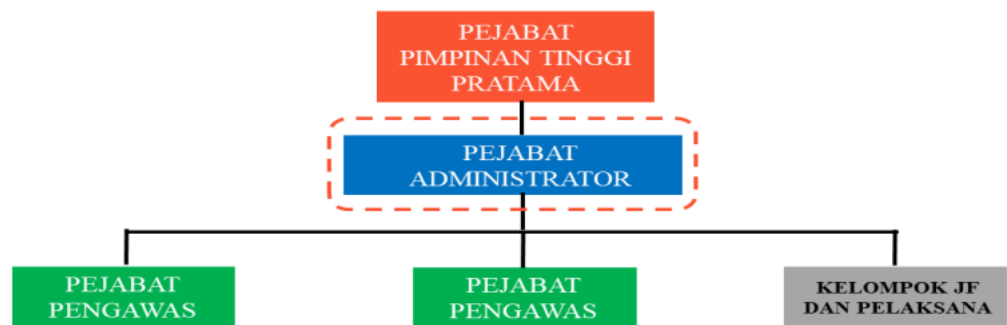 PEJABAT
PIMPINAN TINGGI
PRATAMA
PEJABAT
ADMINISTRATOR
PEJABAT
PENGAWAS
PEJABAT
PENGAWAS
KELOMPOK JF
DAN PELAKSANA